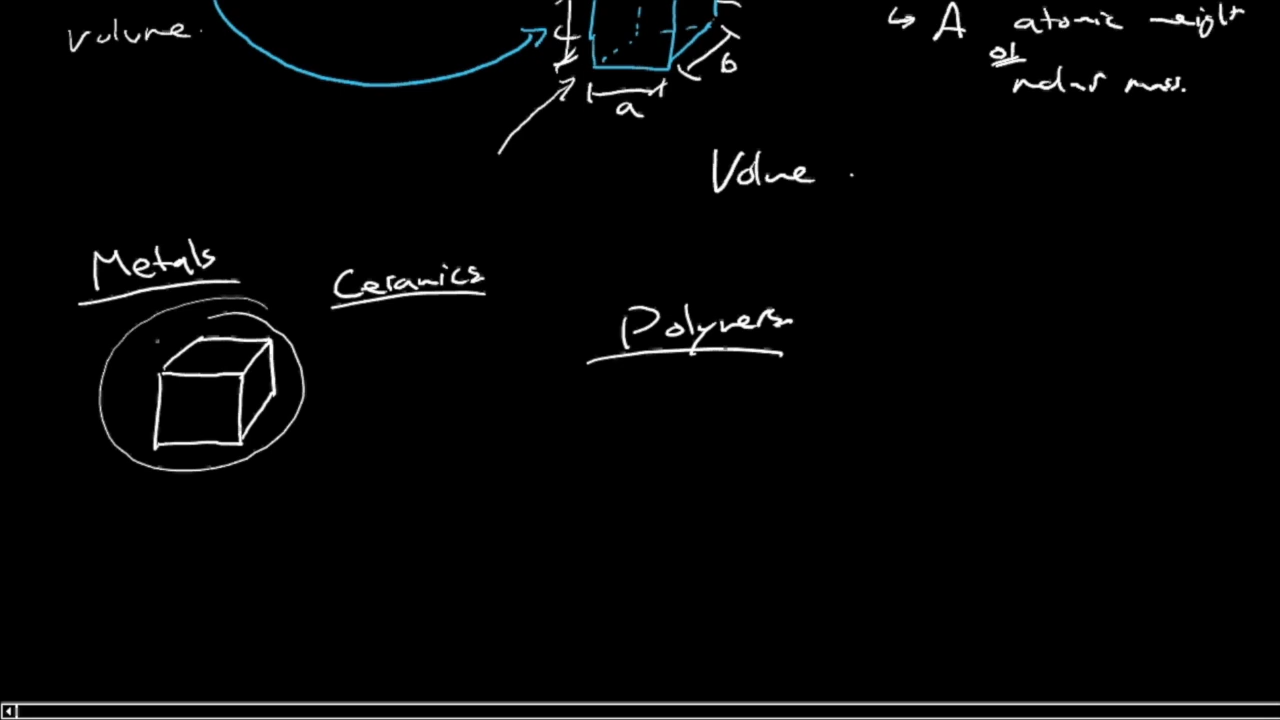 volume.
c
b
a
↳ A atomic weight
or
molar mass.
Volume
Metals
Ceramics
Polymers